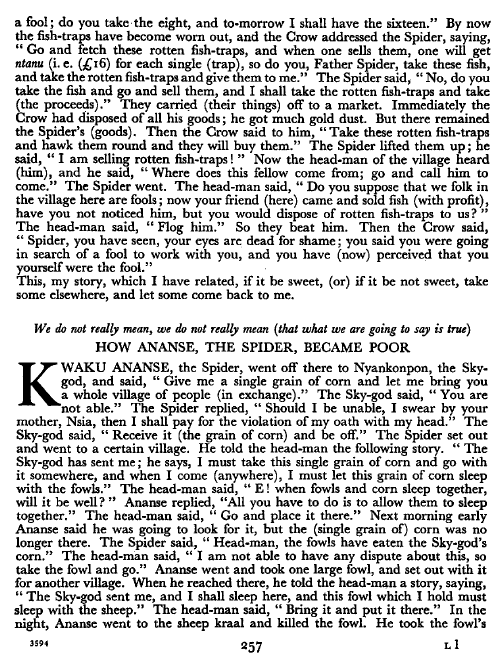 a fool; do you take the eight, and to-morrow I shall have the sixteen.” By now
the fish-traps have become worn out, and the Crow addressed the Spider, saying,
“ Go and fetch these rotten fish-traps, and when one sells them, one will get
ntanu (i. e. (£16) for each single (trap), so do you, Father Spider, take these fish,
and take the rotten fish-traps and give them to me.” The Spider said, “ No, do you
take the fish and go and sell them, and I shall take the rotten fish-traps and take
(the proceeds).” They carried (their things) off to a market. Immediately the
Crow had disposed of all his goods; he got much gold dust. But there remained
the Spider’s (goods). Then the Crow said to him, “ Take these rotten fish-traps
and hawk them round and they will buy them.” The Spider lifted them up; he
said, “ I am selling rotten fish-traps! ” Now the head-man of the village heard
(him), and he said, “ Where does this fellow come from; go and call him to
come.” The Spider went. The head-man said, “ Do you suppose that we folk in
the village here are fools; now your friend (here) came and sold fish (with profit),
have you not noticed him, but you would dispose of rotten fish-traps to us? ”
The head-man said, “ Flog him.” So they beat him. Then the Crow said,
“ Spider, you have seen, your eyes are dead for shame; you said you were going
in search of a fool to work with you, and you have (now) perceived that you
yourself were the fool.”
This, my story, which I have related, if it be sweet, (or) if it be not sweet, take
some elsewhere, and let some come back to me.
We do not really mean, we do not really mean (that what we are going to say is true)
HOW ANANSE, THE SPIDER, BECAME POOR
KWAKU ANANSE, the Spider, went off there to Nyankonpon, the Sky-
god, and said, “ Give me a single grain of corn and let me bring you
a whole village of people (in exchange).” The Sky-god said, “ You are
not able.” The Spider replied, “ Should I be unable, I swear by your
mother, Nsia, then I shall pay for the violation of my oath with my head.” The
Sky-god said, “ Receive it (the grain of corn) and be off.” The Spider set out
and went to a certain village. He told the head-man the following story. “ The
Sky-god has sent me; he says, I must take this single grain of corn and go with
it somewhere, and when I come (anywhere), I must let this grain of corn sleep
with the fowls.” The head-man said, “ E! when fowls and corn sleep together,
will it be well? ” Ananse replied, “All you have to do is to allow them to sleep
together.” The head-man said, “ Go and place it there.” Next morning early
Ananse said he was going to look for it, but the (single grain of) corn was no
longer there. The Spider said, “ Head-man, the fowls have eaten the Sky-god’s
corn.” The head-man said, “ I am not able to have any dispute about this, so
take the fowl and go.” Ananse went and took one large fowl, and set out with it
for another village. When he reached there, he told the head-man a story, saying,
“ The Sky-god sent me, and I shall sleep here, and this fowl which I hold must
sleep with the sheep.” The head-man said, “ Bring it and put it there.” In the
night, Ananse went to the sheep kraal and killed the fowl. He took the fowl’s
3594 257 L l